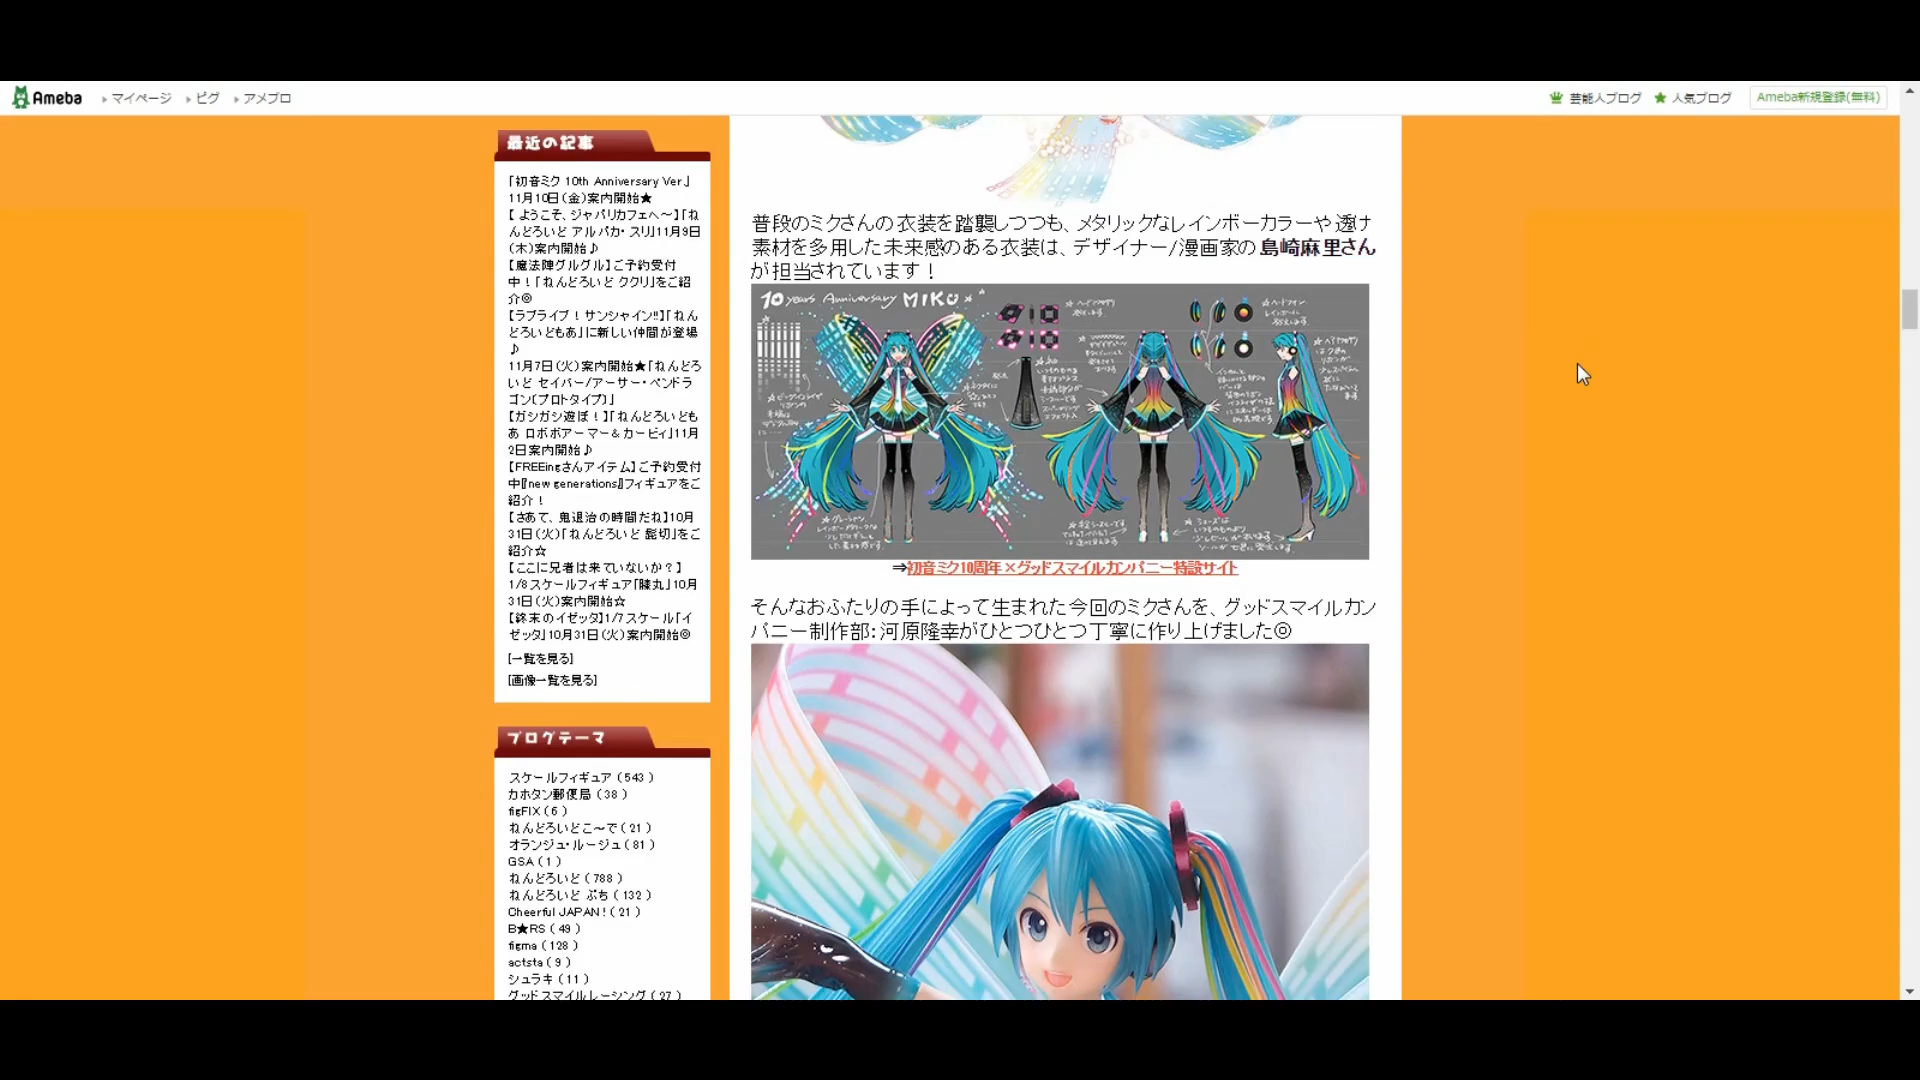 Ameba
マイページ
ピグ
アメブロ
芸能人ブログ
人気ブログ
Ameba新規登録(無料)
最近の記事
「初音ミク 10th Anniversary Ver.」
11月10日(金)案内開始★
【ようこそ、ジャパリカフェへ~】「ね
んどろいど アルパカ・スリ」11月9日
(木)案内開始♪
【魔法陣グルグル】ご予約受付
中!「ねんどろいど ククリ」をご紹
介◎
【ラブライブ!サンシャイン!!】「ねん
どろいどもあ」に新しい仲間が登場
♪
11月7日(火)案内開始★「ねんどろ
いど セイバー/アーサー・ペンドラ
ゴン〔プロトタイプ〕」
【ガシガシ遊ぼ!】「ねんどろいども
あ ロボボアーマー&カービィ」11月
2日案内開始♪
【FREEingさんアイテム】ご予約受付
中『new generations』フィギュアをご
紹介!
【さあて、鬼退治の時間だね】10月
31日(火)「ねんどろいど 髭切」をご
紹介☆
【ここに兄者は来ていないか?】
1/8スケールフィギュア「膝丸」10月
31日(火)案内開始☆
【終末のイゼッタ】1/7スケール「イ
ゼッタ」10月31日(火)案内開始◎
[一覧を見る]
[画像一覧を見る]
ブログテーマ
スケールフィギュア ( 543 )
カホタン郵便局 ( 38 )
figFIX ( 6 )
ねんどろいどこ~で ( 21 )
オランジュ・ルージュ ( 81 )
GSA ( 1 )
ねんどろいど ( 788 )
ねんどろいど ぷち ( 132 )
Cheerful JAPAN! ( 21 )
B★RS ( 49 )
figma ( 128 )
actsta ( 9 )
シュラキ ( 11 )
グッドスマイルレーシング ( 27 )
普段のミクさんの衣装を踏襲しつつも、メタリックなレインボーカラーや透け
素材を多用した未来感のある衣装は、デザイナー/漫画家の島崎麻里さん
が担当されています!
10 years Anniversary MIKU
⇒初音ミク10周年×グッドスマイルカンパニー特設サイト
そんなおふたりの手によって生まれた今回のミクさんを、グッドスマイルカン
パニー制作部:河原隆幸がひとつひとつ丁寧に作り上げました◎